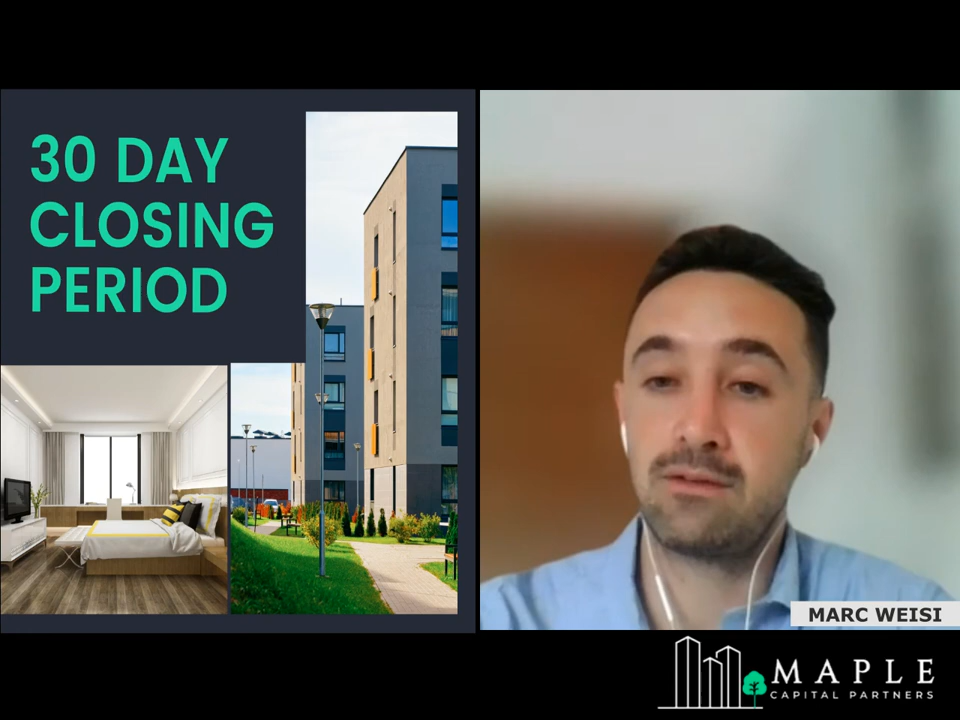 30 DAY
CLOSING
PERIOD
MARC WEISI
MAPLE
CAPITAL PARTNERS